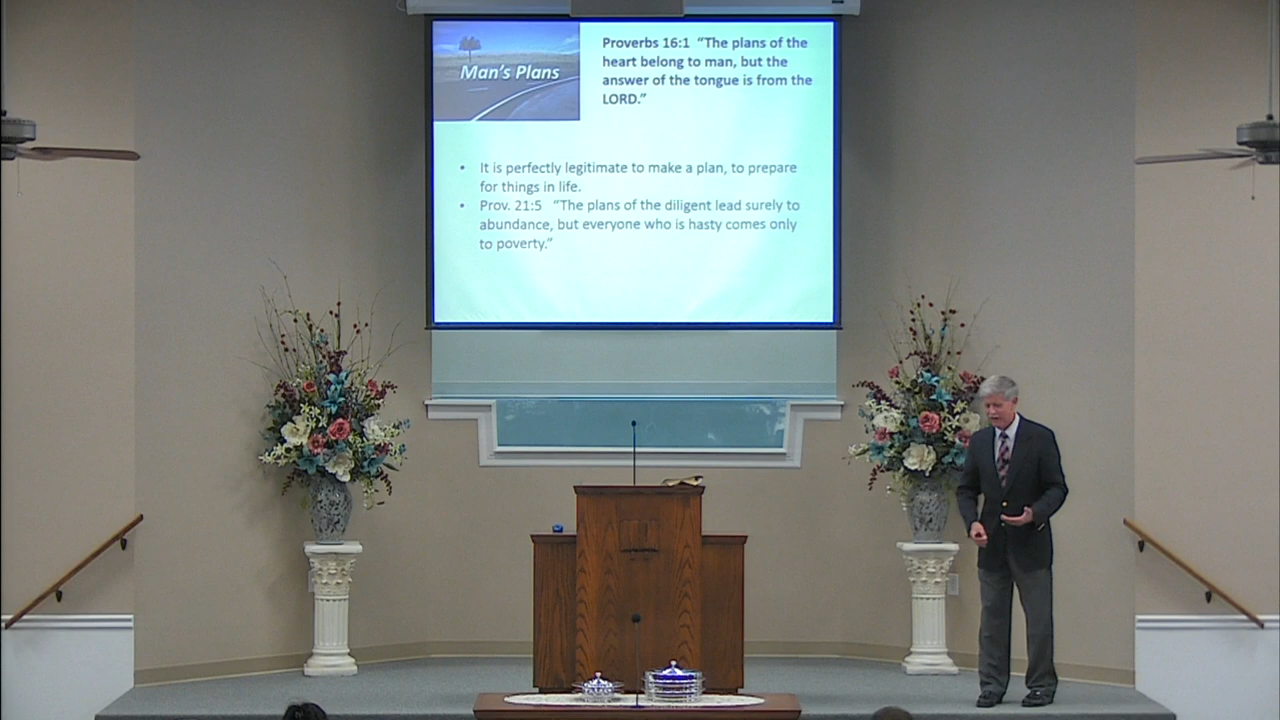 Man's Plans
Proverbs 16:1 "The plans of the
heart belong to man, but the
answer of the tongue is from the
LORD."
• It is perfectly legitimate to make a plan, to prepare
for things in life.
• Prov. 21:5 "The plans of the diligent lead surely to
abundance, but everyone who is hasty comes only
to poverty."